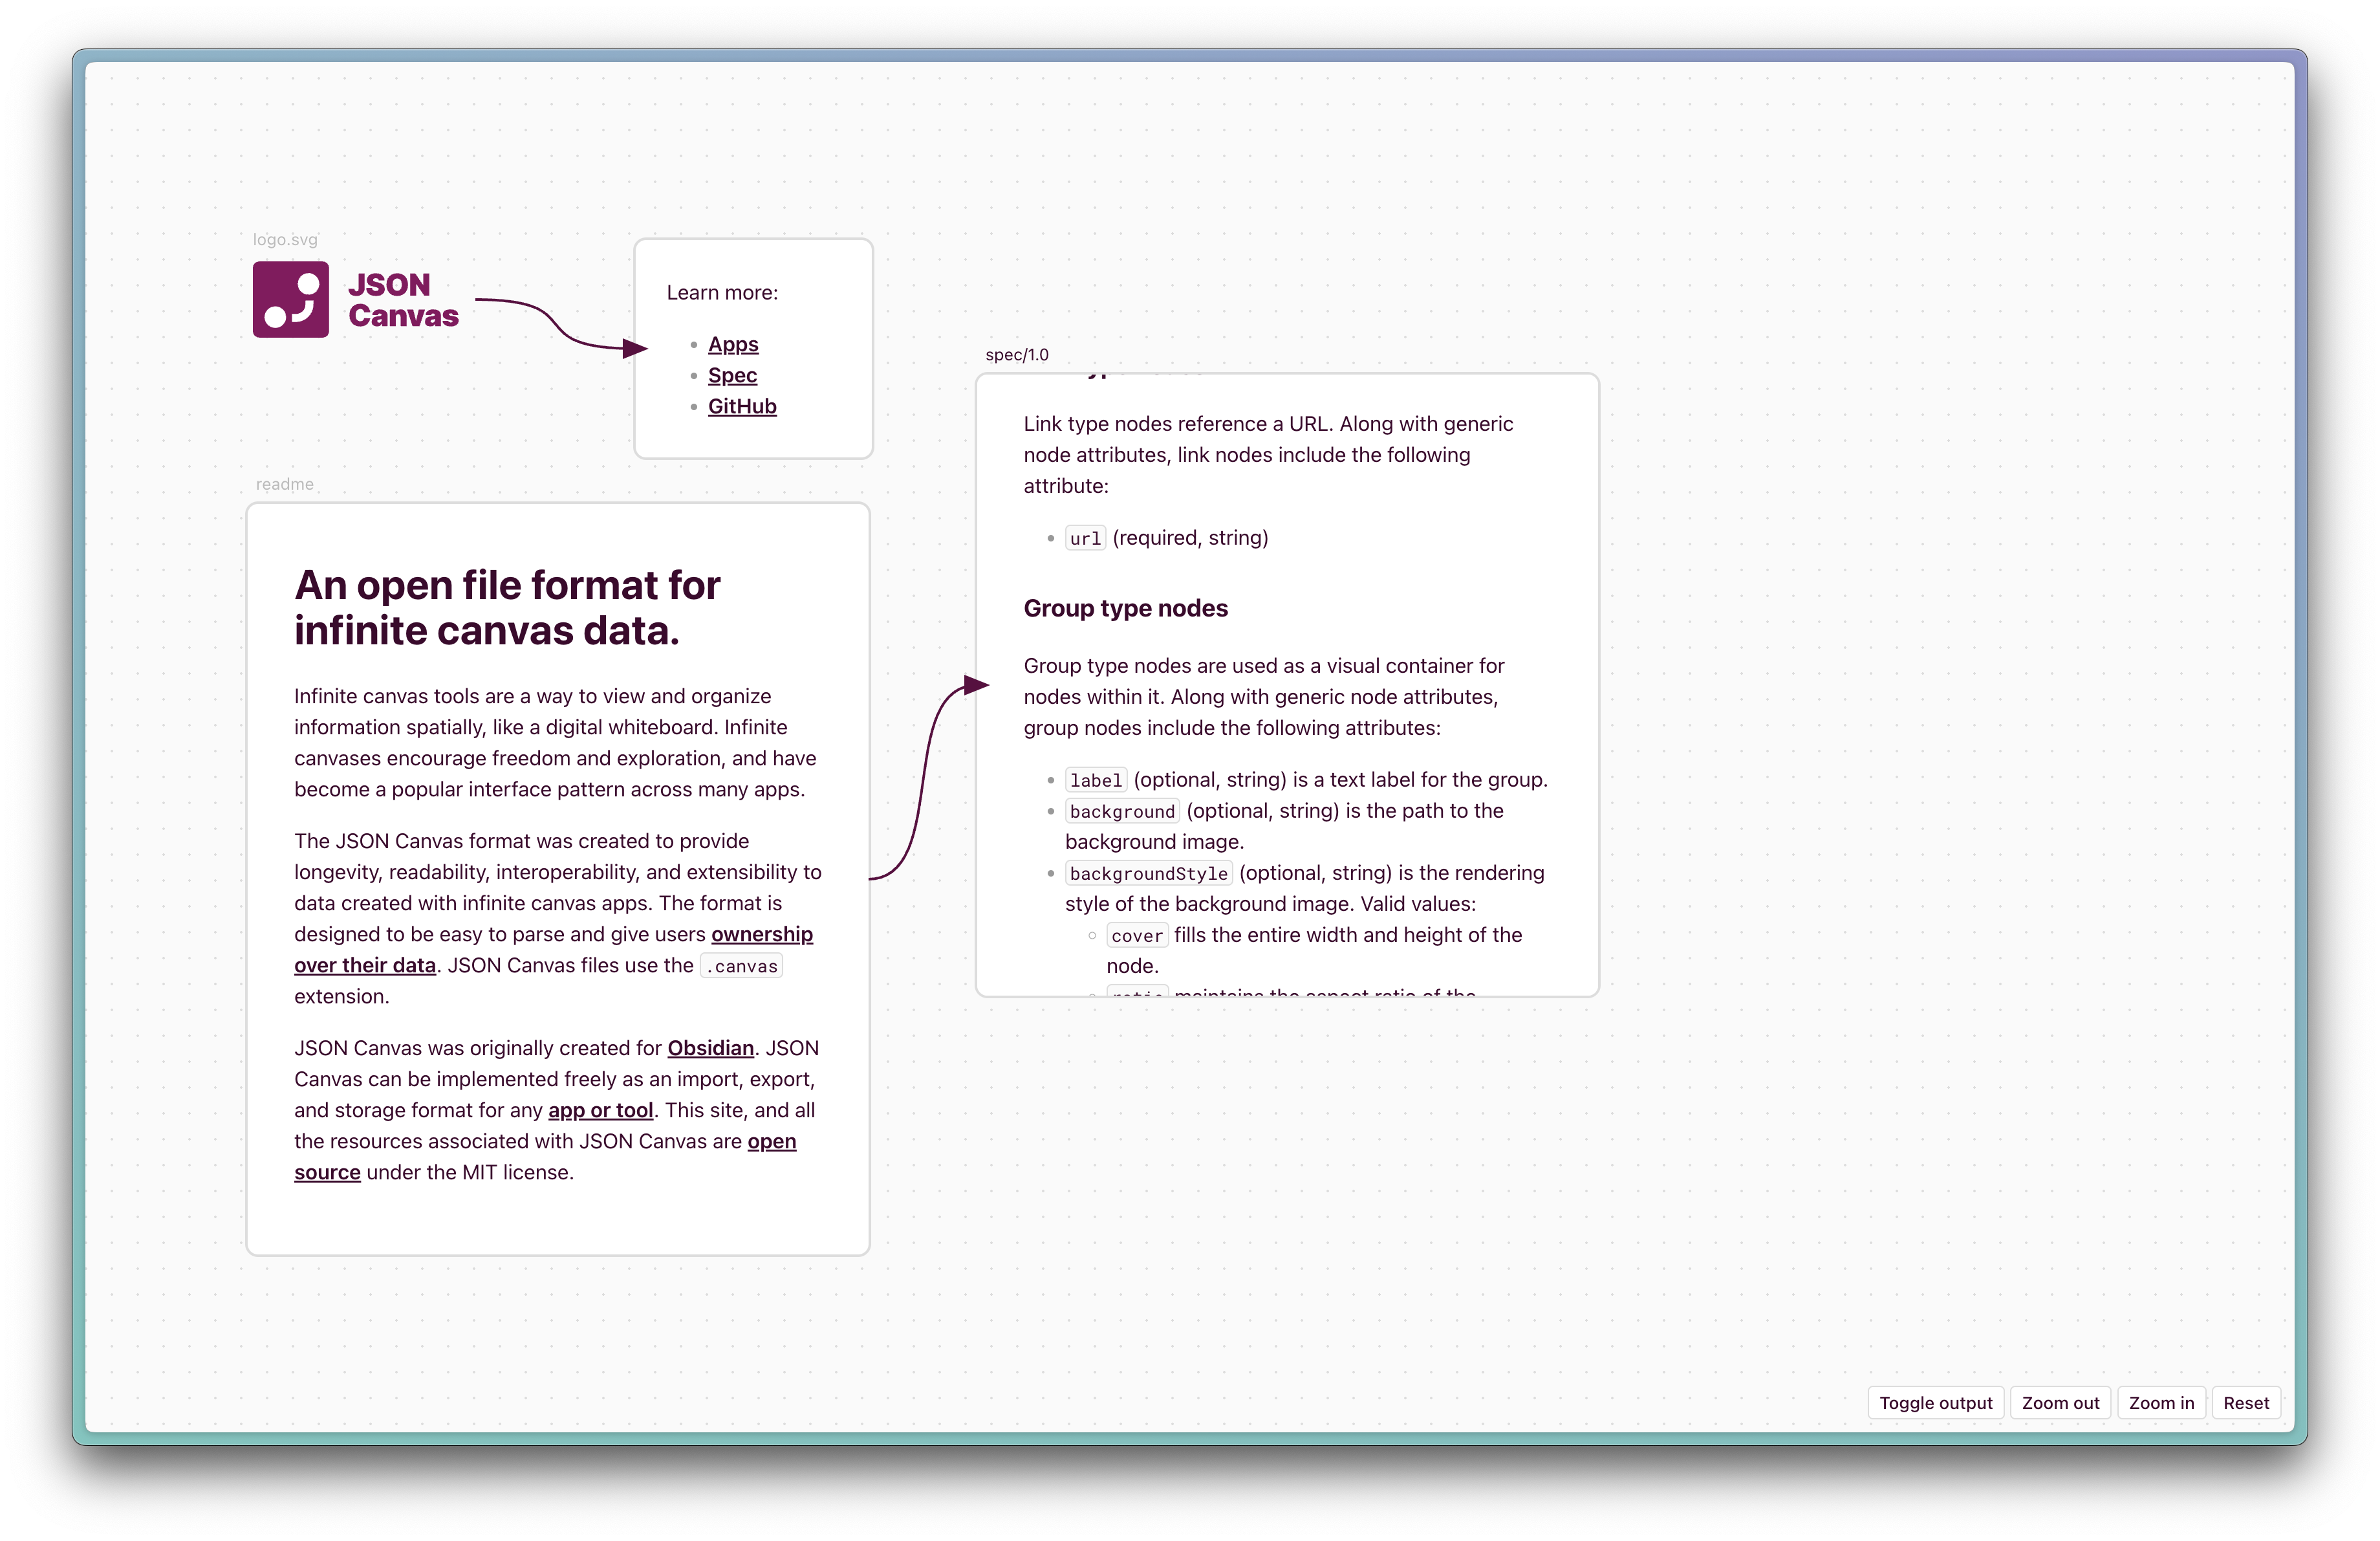 logo.svg
JSON
Canvas
Learn more:
Apps
Spec
GitHub
readme
An open file format for
infinite canvas data.
Infinite canvas tools are a way to view and organize
information spatially, like a digital whiteboard. Infinite
canvases encourage freedom and exploration, and have
become a popular interface pattern across many apps.
The JSON Canvas format was created to provide
longevity, readability, interoperability, and extensibility to
data created with infinite canvas apps. The format is
designed to be easy to parse and give users ownership
over their data. JSON Canvas files use the .canvas
extension.
JSON Canvas was originally created for Obsidian. JSON
Canvas can be implemented freely as an import, export,
and storage format for any app or tool. This site, and all
the resources associated with JSON Canvas are open
source under the MIT license.
spec/1.0
Link type nodes reference a URL. Along with generic
node attributes, link nodes include the following
attribute:
url (required, string)
Group type nodes
Group type nodes are used as a visual container for
nodes within it. Along with generic node attributes,
group nodes include the following attributes:
label (optional, string) is a text label for the group.
background (optional, string) is the path to the
background image.
backgroundStyle (optional, string) is the rendering
style of the background image. Valid values:
cover fills the entire width and height of the
node.
ratio maintains the aspect ratio of the
Toggle output
Zoom out
Zoom in
Reset